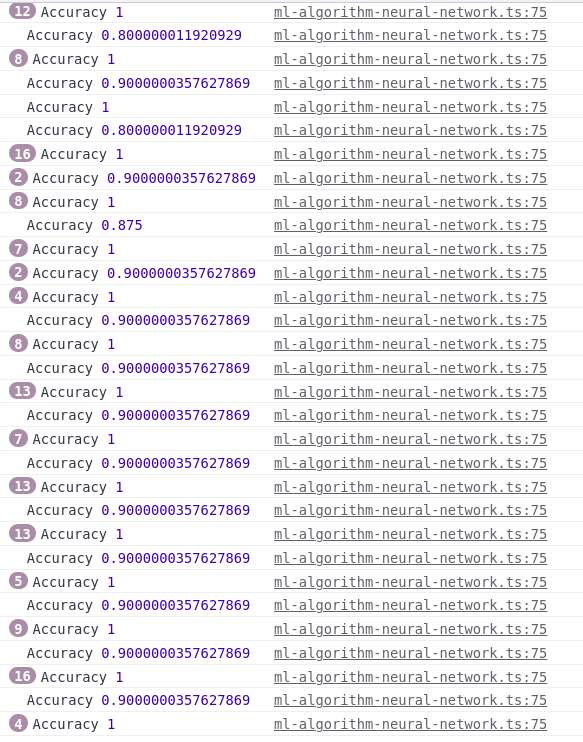 12 Accuracy 1 ml-algorithm-neural-network.ts:75
Accuracy 0.800000011920929 ml-algorithm-neural-network.ts:75
8 Accuracy 1 ml-algorithm-neural-network.ts:75
Accuracy 0.9000000357627869 ml-algorithm-neural-network.ts:75
Accuracy 1 ml-algorithm-neural-network.ts:75
Accuracy 0.800000011920929 ml-algorithm-neural-network.ts:75
16 Accuracy 1 ml-algorithm-neural-network.ts:75
2 Accuracy 0.9000000357627869 ml-algorithm-neural-network.ts:75
8 Accuracy 1 ml-algorithm-neural-network.ts:75
Accuracy 0.875 ml-algorithm-neural-network.ts:75
7 Accuracy 1 ml-algorithm-neural-network.ts:75
2 Accuracy 0.9000000357627869 ml-algorithm-neural-network.ts:75
4 Accuracy 1 ml-algorithm-neural-network.ts:75
Accuracy 0.9000000357627869 ml-algorithm-neural-network.ts:75
8 Accuracy 1 ml-algorithm-neural-network.ts:75
Accuracy 0.9000000357627869 ml-algorithm-neural-network.ts:75
13 Accuracy 1 ml-algorithm-neural-network.ts:75
Accuracy 0.9000000357627869 ml-algorithm-neural-network.ts:75
7 Accuracy 1 ml-algorithm-neural-network.ts:75
Accuracy 0.9000000357627869 ml-algorithm-neural-network.ts:75
13 Accuracy 1 ml-algorithm-neural-network.ts:75
Accuracy 0.9000000357627869 ml-algorithm-neural-network.ts:75
13 Accuracy 1 ml-algorithm-neural-network.ts:75
Accuracy 0.9000000357627869 ml-algorithm-neural-network.ts:75
5 Accuracy 1 ml-algorithm-neural-network.ts:75
Accuracy 0.9000000357627869 ml-algorithm-neural-network.ts:75
9 Accuracy 1 ml-algorithm-neural-network.ts:75
Accuracy 0.9000000357627869 ml-algorithm-neural-network.ts:75
16 Accuracy 1 ml-algorithm-neural-network.ts:75
Accuracy 0.9000000357627869 ml-algorithm-neural-network.ts:75
4 Accuracy 1 ml-algorithm-neural-network.ts:75